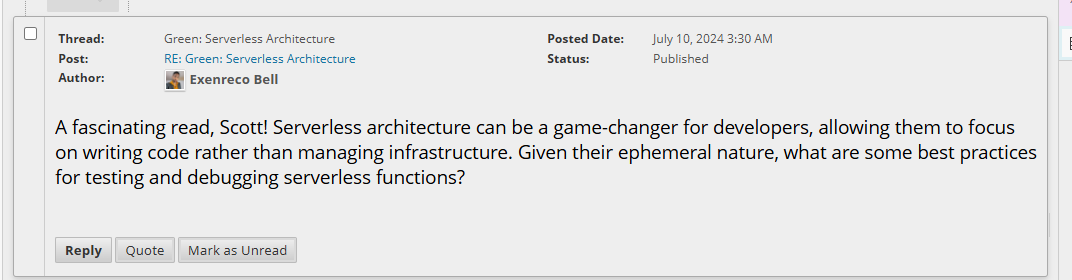 Thread: Green: Serverless Architecture Posted Date: July 10, 2024 3:30 AM
Post: RE: Green: Serverless Architecture Status: Published
Author: Exenreco Bell
A fascinating read, Scott! Serverless architecture can be a game-changer for developers, allowing them to focus
on writing code rather than managing infrastructure. Given their ephemeral nature, what are some best practices
for testing and debugging serverless functions?
Reply Quote Mark as Unread